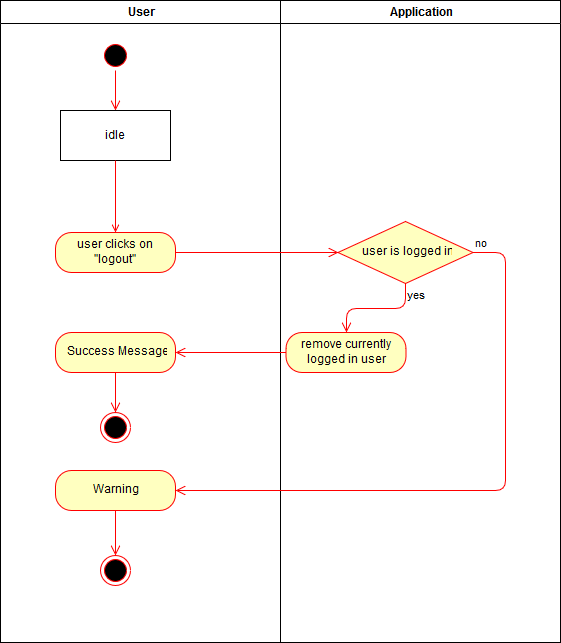 User
Application
idle
user clicks on
"logout"
user is logged in
no
yes
remove currently
logged in user
Success Message
Warning